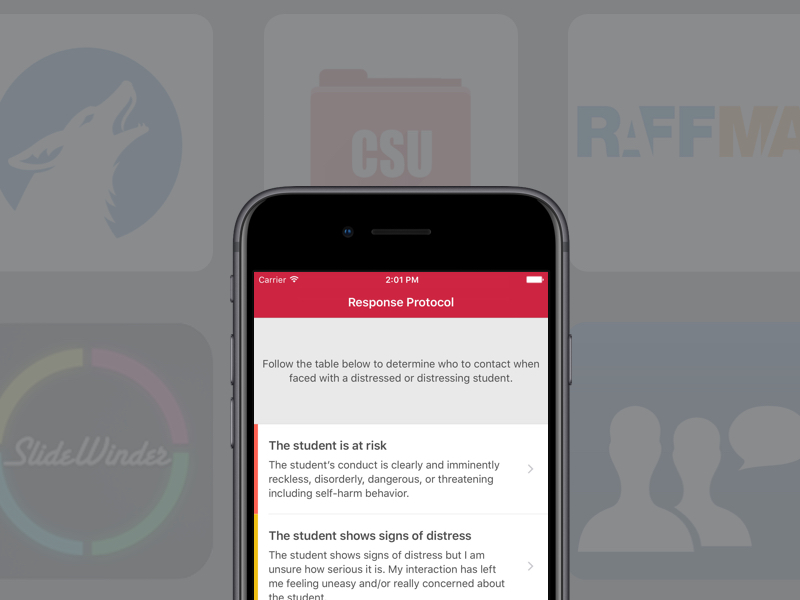 CSU
RAFFMA
Carrier
2:01 PM
Response Protocol
Follow the table below to determine who to contact when
faced with a distressed or distressing student.
SlideWinder
The student is at risk
The student's conduct is clearly and imminently
reckless, disorderly, dangerous, or threatening
including self-harm behavior.
The student shows signs of distress
The student shows signs of distress but I am
unsure how serious it is. My interaction has left
me feeling uneasy and/or really concerned about
the student.